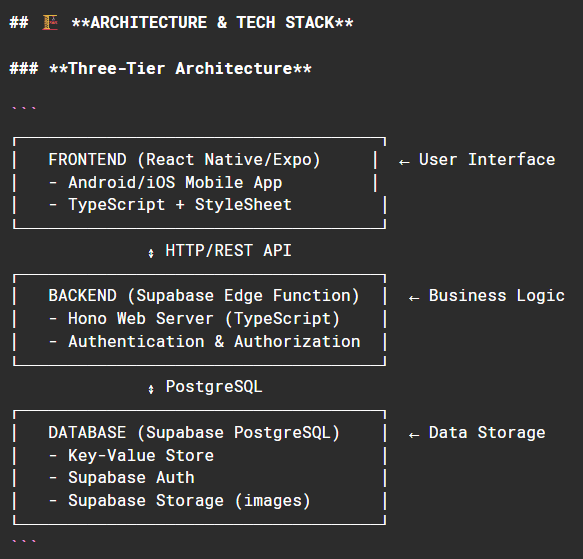 ## 🏗️ **ARCHITECTURE & TECH STACK**
### **Three-Tier Architecture**
```
┌─────────────────────────────────────┐
│   FRONTEND (React Native/Expo)     │  ← User Interface
│   - Android/iOS Mobile App         │
│   - TypeScript + StyleSheet         │
└─────────────────────────────────────┘
              ↕ HTTP/REST API
┌─────────────────────────────────────┐
│   BACKEND (Supabase Edge Function)  │  ← Business Logic
│   - Hono Web Server (TypeScript)    │
│   - Authentication & Authorization  │
└─────────────────────────────────────┘
              ↕ PostgreSQL
┌─────────────────────────────────────┐
│   DATABASE (Supabase PostgreSQL)    │  ← Data Storage
│   - Key-Value Store                 │
│   - Supabase Auth                   │
│   - Supabase Storage (images)       │
└─────────────────────────────────────┘
```